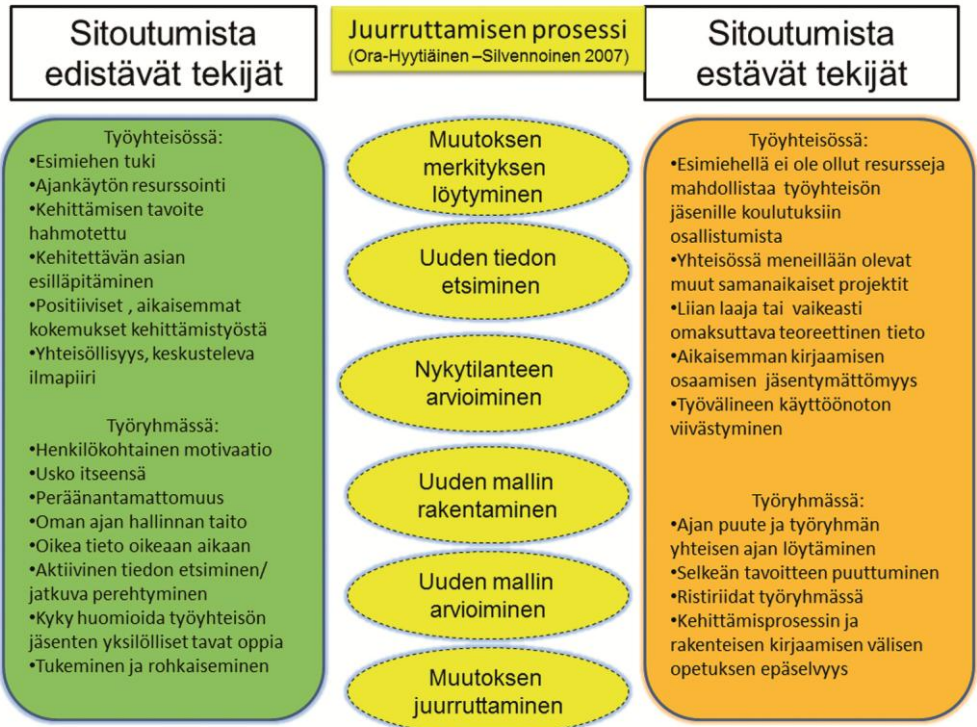 Sitoutumista
edistävät tekijät
Juurruttamisen prosessi
(Ora-Hyytiäinen –Silvennoinen 2007)
Sitoutumista
estävät tekijät
Työyhteisössä:
•Esimiehen tuki
•Ajankäytön resurssointi
•Kehittämisen tavoite
hahmotettu
•Kehitettävän asian
esilläpitäminen
•Positiiviset , aikaisemmat
kokemukset kehittämistyöstä
•Yhteisöllisyys, keskusteleva
ilmapiiri
Työryhmässä:
•Henkilökohtainen motivaatio
•Usko itseensä
•Peräänantamattomuus
•Oman ajan hallinnan taito
•Oikea tieto oikeaan aikaan
•Aktiivinen tiedon etsiminen/
jatkuva perehtyminen
•Kyky huomioida työyhteisön
jäsenten yksilölliset tavat oppia
•Tukeminen ja rohkaiseminen
Muutoksen
merkityksen
löytyminen
Uuden tiedon
etsiminen
Nykytilanteen
arvioiminen
Uuden mallin
rakentaminen
Uuden mallin
arvioiminen
Muutoksen
juurruttaminen
Työyhteisössä:
•Esimiehellä ei ole ollut resursseja
mahdollistaa työyhteisön
jäsenille koulutuksiin
osallistumista
•Yhteisössä meneillään olevat
muut samanaikaiset projektit
•Liian laaja tai vaikeasti
omaksuttava teoreettinen tieto
•Aikaisemman kirjaamisen
osaamisen jäsentymättömyys
•Työvälineen käyttöönoton
viivästyminen
Työryhmässä:
•Ajan puute ja työryhmän
yhteisen ajan löytäminen
•Selkeän tavoitteen puuttuminen
•Ristiriidat työryhmässä
•Kehittämisprosessin ja
rakenteisen kirjaamisen välisen
opetuksen epäselvyys